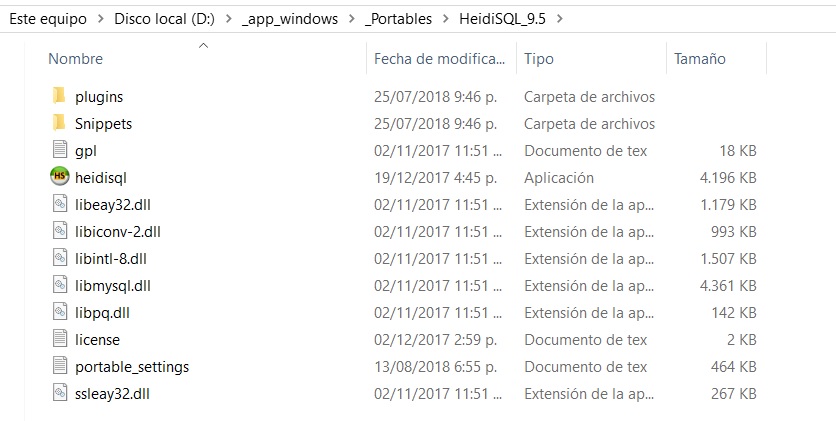 Este equipo > Disco local (D:) > _app_windows > _Portables > HeidiSQL_9.5
Nombre Fecha de modifica... Tipo Tamaño
plugins 25/07/2018 9:46 p. Carpeta de archivos
Snippets 25/07/2018 9:46 p. Carpeta de archivos
gpl 02/11/2017 11:51 ... Documento de tex 18 KB
HS heidisql 19/12/2017 4:45 p. Aplicación 4.196 KB
libeay32.dll 02/11/2017 11:51 ... Extensión de la ap... 1.179 KB
libiconv-2.dll 02/11/2017 11:51 ... Extensión de la ap... 993 KB
libintl-8.dll 02/11/2017 11:51 ... Extensión de la ap... 1.507 KB
libmysql.dll 02/11/2017 11:51 ... Extensión de la ap... 4.361 KB
libpq.dll 02/11/2017 11:51 ... Extensión de la ap... 142 KB
license 02/12/2017 2:59 p. Documento de tex 2 KB
portable_settings 13/08/2018 6:55 p. Documento de tex 464 KB
ssleay32.dll 02/11/2017 11:51 ... Extensión de la ap... 267 KB